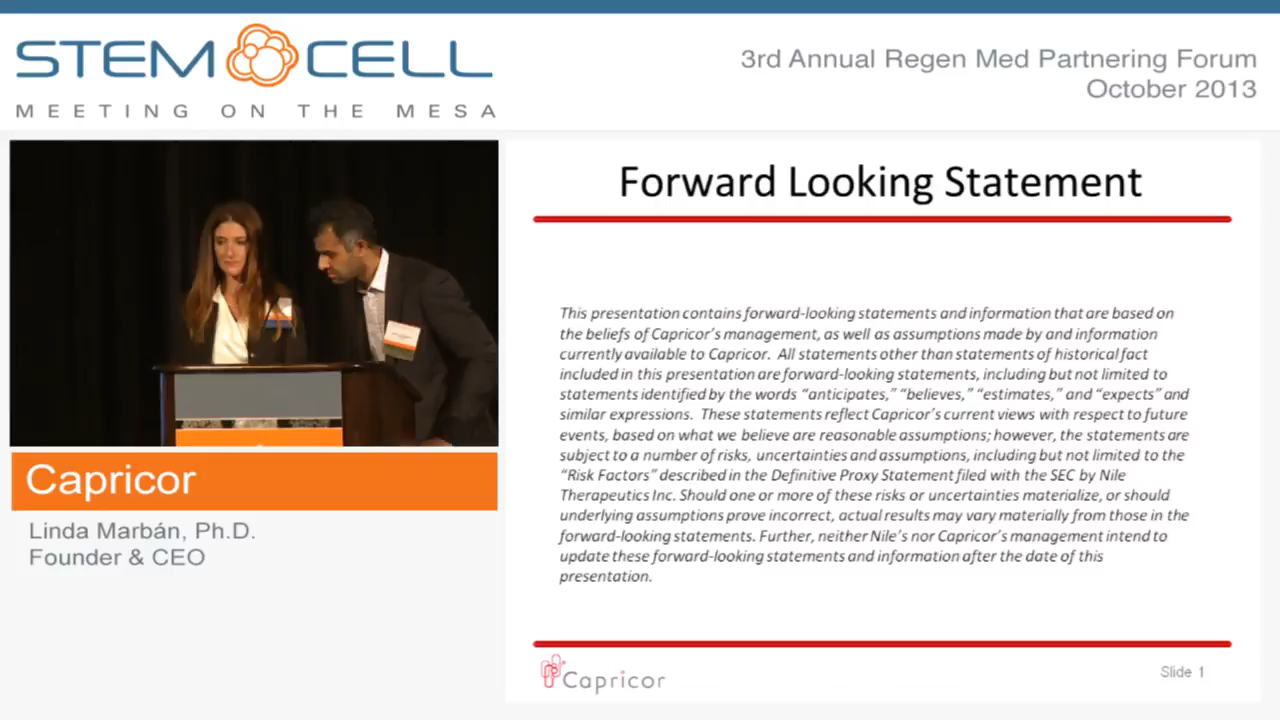 STEM CELL
MEETING ON THE MESA
3rd Annual Regen Med Partnering Forum
October 2013
Forward Looking Statement
This presentation contains forward-looking statements and information that are based on
the beliefs of Capricor's management, as well as assumptions made by and information
currently available to Capricor.  All statements other than statements of historical fact
included in this presentation are forward-looking statements, including but not limited to
statements identified by the words “anticipates,” “believes,” “estimates,” and “expects” and
similar expressions.  These statements reflect Capricor's current views with respect to future
events, based on what we believe are reasonable assumptions; however, the statements are
subject to a number of risks, uncertainties and assumptions, including but not limited to the
“Risk Factors” described in the Definitive Proxy Statement filed with the SEC by Nile
Therapeutics Inc. Should one or more of these risks or uncertainties materialize, or should
underlying assumptions prove incorrect, actual results may vary materially from those in the
forward-looking statements. Further, neither Nile's nor Capricor's management intend to
update these forward-looking statements and information after the date of this
presentation.
Capricor
Slide 1
Capricor
Linda Marbán, Ph.D.
Founder & CEO